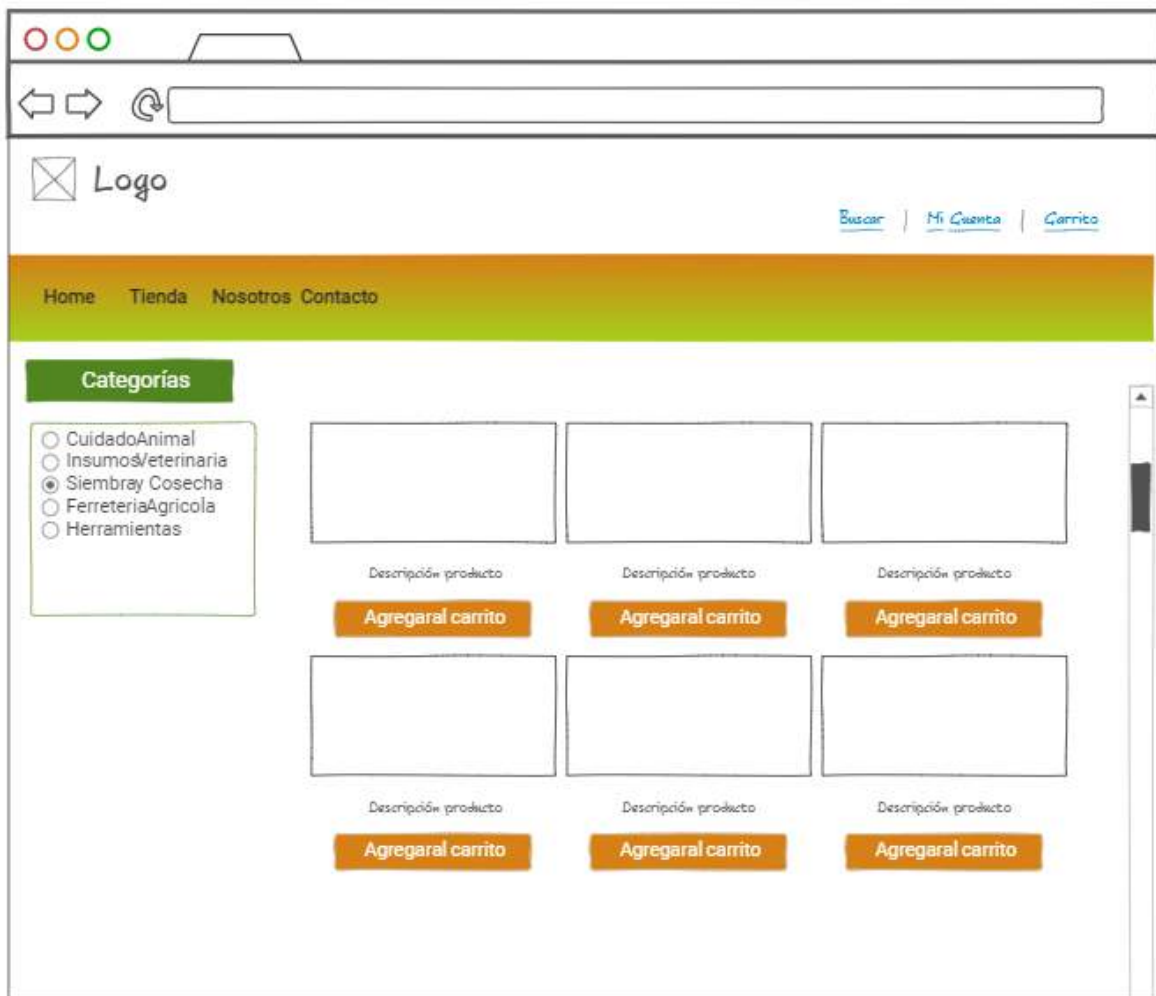 Logo
Buscar | Mi Cuenta | Carrito
Home Tienda Nosotros Contacto
Categorías
CuidadoAnimal
InsumosVeterinaria
Siembray Cosecha
FerreteriaAgricola
Herramientas
Descripción producto Descripción producto Descripción producto
Agregaral carrito Agregaral carrito Agregaral carrito
Descripción producto Descripción producto Descripción producto
Agregaral carrito Agregaral carrito Agregaral carrito